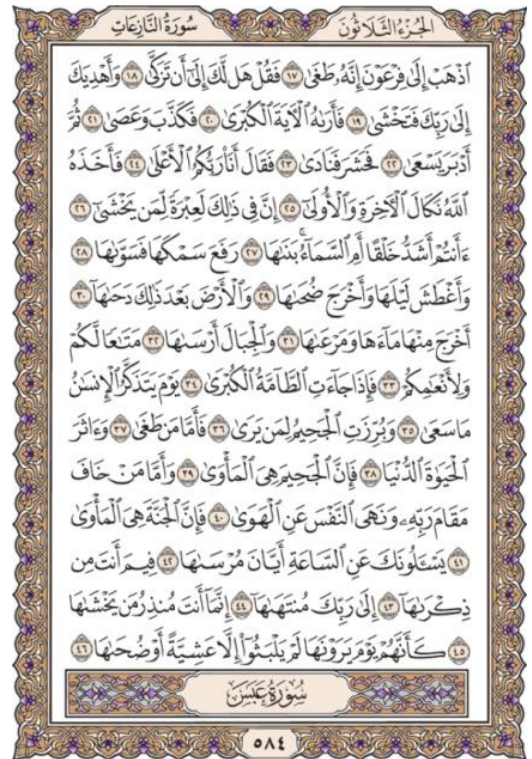 سُورَةُ النَّازِعَاتِ الجُزْءُ الثَّلَاثُونَ
ٱذْهَبْ إِلَىٰ فِرْعَوْنَ إِنَّهُۥ طَغَىٰ ١٧ فَقُلْ هَل لَّكَ إِلَىٰٓ أَن تَزَكَّىٰ ١٨ وَأَهْدِيَكَ
إِلَىٰ رَبِّكَ فَتَخْشَىٰ ١٩ فَأَرَىٰهُ ٱلْأٓيَةَ ٱلْكُبْرَىٰ ٢٠ فَكَذَّبَ وَعَصَىٰ ٢١ ثُمَّ
أَدْبَرَ يَسْعَىٰ ٢٢ فَحَشَرَ فَنَادَىٰ ٢٣ فَقَالَ أَنَا۠ رَبُّكُمُ ٱلْأَعْلَىٰ ٢٤ فَأَخَذَهُ
ٱللَّهُ نَكَالَ ٱلْأٓخِرَةِ وَٱلْأُولَىٰٓ ٢٥ إِنَّ فِى ذَٰلِكَ لَعِبْرَةً لِّمَن يَخْشَىٰٓ ٢٦
ءَأَنتُمْ أَشَدُّ خَلْقًا أَمِ ٱلسَّمَآءُ ۚ بَنَىٰهَا ٢٧ رَفَعَ سَمْكَهَا فَسَوَّىٰهَا ٢٨
وَأَغْطَشَ لَيْلَهَا وَأَخْرَجَ ضُحَىٰهَا ٢٩ وَٱلْأَرْضَ بَعْدَ ذَٰلِكَ دَحَىٰهَآ ٣٠
أَخْرَجَ مِنْهَا مَآءَهَا وَمَرْعَىٰهَا ٣١ وَٱلْجِبَالَ أَرْسَىٰهَا ٣٢ مَتَٰعًا لَّكُمْ
وَلِأَنْعَٰمِكُمْ ٣٣ فَإِذَا جَآءَتِ ٱلطَّآمَّةُ ٱلْكُبْرَىٰ ٣٤ يَوْمَ يَتَذَكَّرُ ٱلْإِنسَٰنُ
مَا سَعَىٰ ٣٥ وَبُرِّزَتِ ٱلْجَحِيمُ لِمَن يَرَىٰ ٣٦ فَأَمَّا مَن طَغَىٰ ٣٧ وَءَاثَرَ
ٱلْحَيَوٰةَ ٱلدُّنْيَا ٣٨ فَإِنَّ ٱلْجَحِيمَ هِىَ ٱلْمَأْوَىٰ ٣٩ وَأَمَّا مَنْ خَافَ
مَقَامَ رَبِّهِۦ وَنَهَى ٱلنَّفْسَ عَنِ ٱلْهَوَىٰ ٤٠ فَإِنَّ ٱلْجَنَّةَ هِىَ ٱلْمَأْوَىٰ
٤١ يَسْـَٔلُونَكَ عَنِ ٱلسَّاعَةِ أَيَّانَ مُرْسَىٰهَا ٤٢ فِيمَ أَنتَ مِن
ذِكْرَىٰهَآ ٤٣ إِلَىٰ رَبِّكَ مُنتَهَىٰهَآ ٤٤ إِنَّمَآ أَنتَ مُنذِرُ مَن يَخْشَىٰهَا
٤٥ كَأَنَّهُمْ يَوْمَ يَرَوْنَهَا لَمْ يَلْبَثُوٓا۟ إِلَّا عَشِيَّةً أَوْ ضُحَىٰهَا ٤٦
سُورَةُ عَبَسَ
٥٨٤